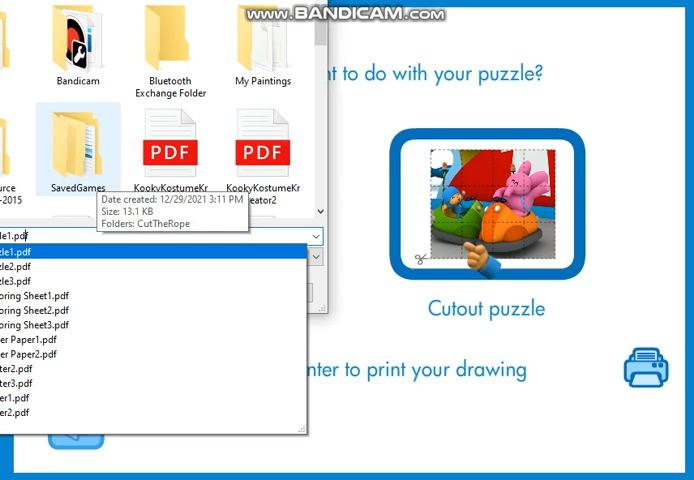 www.BANDICAM.com
Bandicam
Bluetooth
Exchange Folder
My Paintings
nt to do with your puzzle?
PDF
PDF
ource
-2015
SavedGames
KookyKostumeKr
KookyKostumeKr
eator2
Date created: 12/29/2021 3:11 PM
Size: 13.1 KB
Folders: CutTheRope
le1.pdf
zle1.pdf
zle2.pdf
zle3.pdf
oring Sheet1.pdf
oring Sheet2.pdf
oring Sheet3.pdf
er Paper1.pdf
er Paper2.pdf
ter2.pdf
ter3.pdf
er1.pdf
er2.pdf
Cutout puzzle
nter to print your drawing